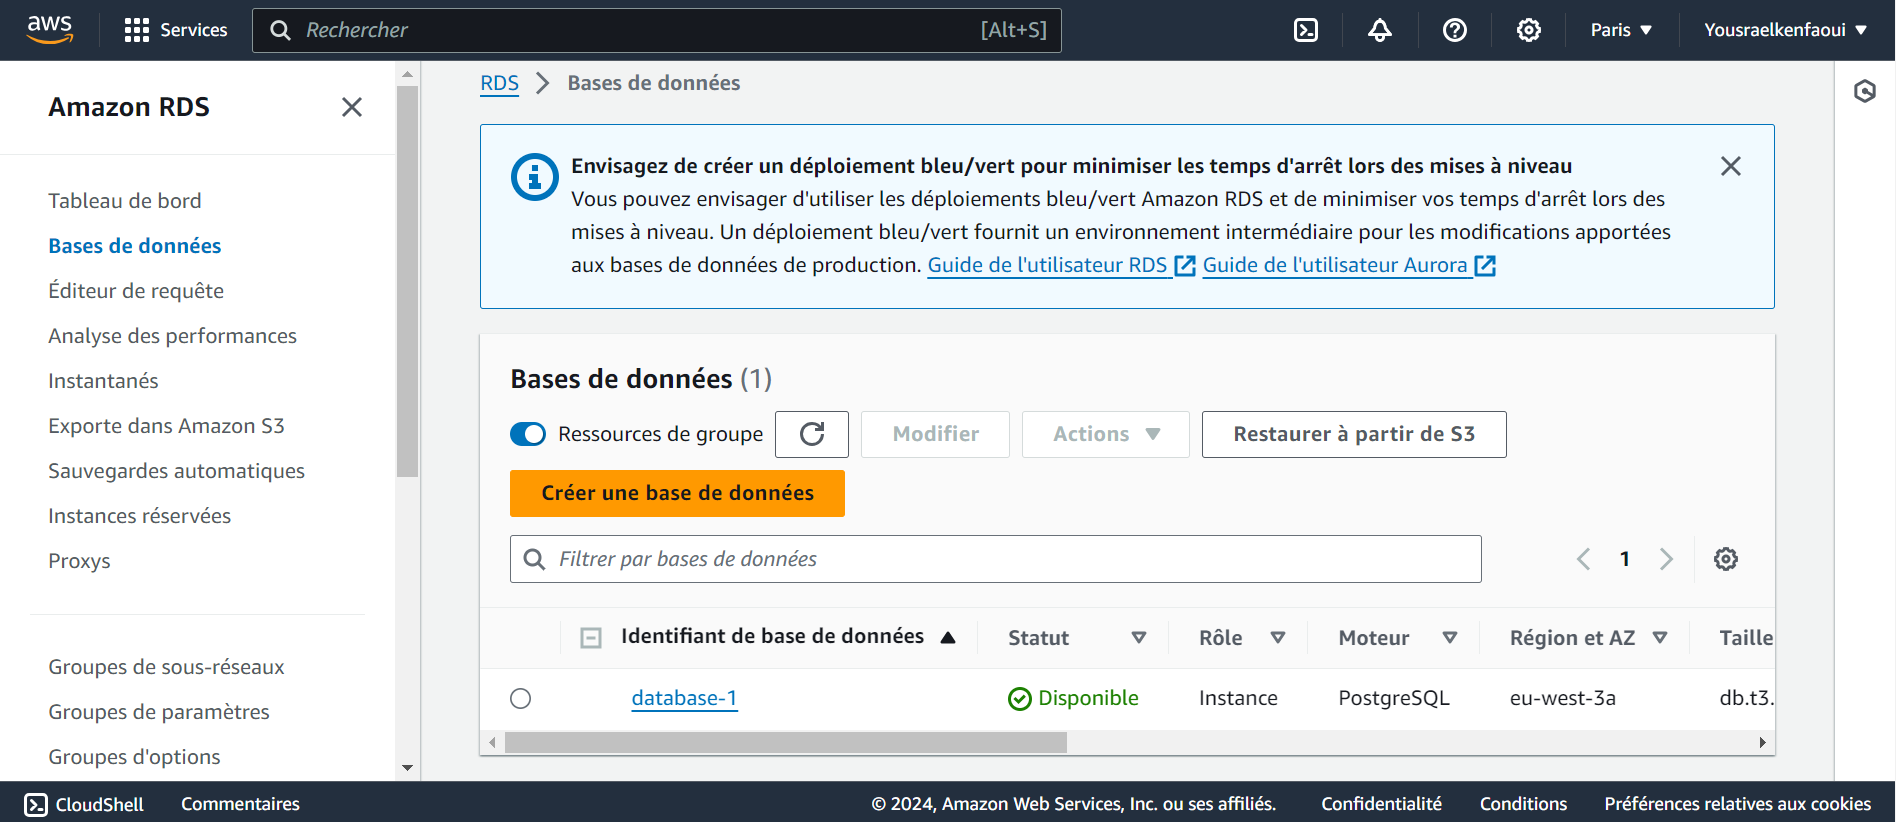 aws
Services
Rechercher
[Alt+S]
Paris
Yousraelkenfaoui
Amazon RDS
Tableau de bord
Bases de données
Éditeur de requête
Analyse des performances
Instantanés
Exporte dans Amazon S3
Sauvegardes automatiques
Instances réservées
Proxys
Groupes de sous-réseaux
Groupes de paramètres
Groupes d'options
RDS
Bases de données
Envisagez de créer un déploiement bleu/vert pour minimiser les temps d'arrêt lors des mises à niveau
Vous pouvez envisager d'utiliser les déploiements bleu/vert Amazon RDS et de minimiser vos temps d'arrêt lors des
mises à niveau. Un déploiement bleu/vert fournit un environnement intermédiaire pour les modifications apportées
aux bases de données de production. Guide de l'utilisateur RDS Guide de l'utilisateur Aurora
Bases de données (1)
Ressources de groupe
Modifier
Actions
Restaurer à partir de S3
Créer une base de données
Filtrer par bases de données
1
Identifiant de base de données Statut Rôle Moteur Région et AZ Taille
database-1 Disponible Instance PostgreSQL eu-west-3a db.t3.
CloudShell
Commentaires
© 2024, Amazon Web Services, Inc. ou ses affiliés.
Confidentialité
Conditions
Préférences relatives aux cookies